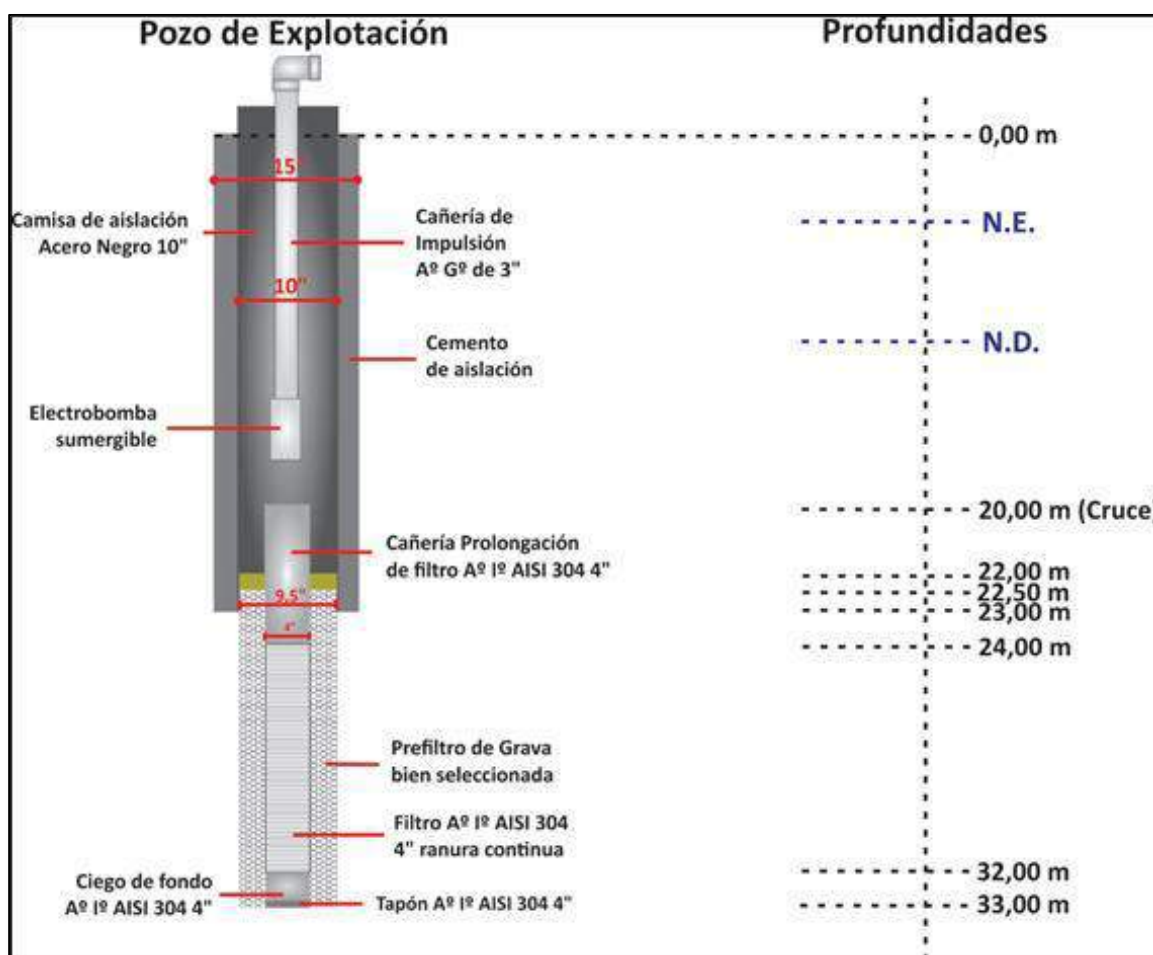 Pozo de Explotación
Profundidades
0,00 m
15"
Camisa de aislación
Acero Negro 10"
Cañería de
Impulsión
Aº Gº de 3"
N.E.
10"
Cemento
de aislación
N.D.
Electrobomba
sumergible
20,00 m (Cruce)
Cañería Prolongación
de filtro Aº Iº AISI 304 4"
22,00 m
22,50 m
23,00 m
9,5"
4"
24,00 m
Prefiltro de Grava
bien seleccionada
Filtro Aº Iº AISI 304
4" ranura continua
32,00 m
Ciego de fondo
Aº Iº AISI 304 4"
Tapón Aº Iº AISI 304 4"
33,00 m